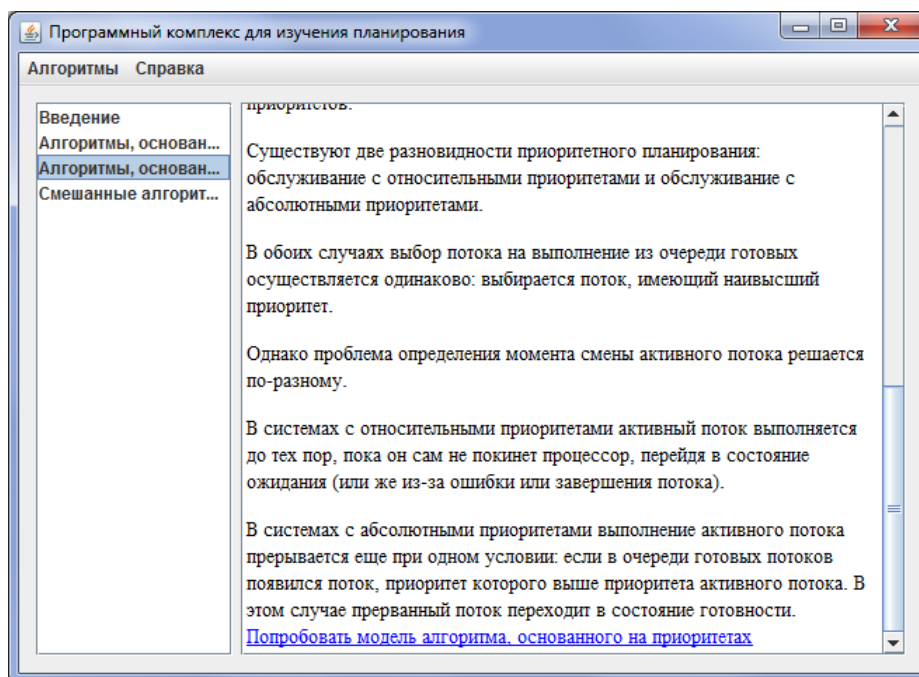 Программный комплекс для изучения планирования
Алгоритмы Справка
Введение
Алгоритмы, основан...
Алгоритмы, основан...
Смешанные алгорит...
приоритетов.
Существуют две разновидности приоритетного планирования:
обслуживание с относительными приоритетами и обслуживание с
абсолютными приоритетами.
В обоих случаях выбор потока на выполнение из очереди готовых
осуществляется одинаково: выбирается поток, имеющий наивысший
приоритет.
Однако проблема определения момента смены активного потока решается
по-разному.
В системах с относительными приоритетами активный поток выполняется
до тех пор, пока он сам не покинет процессор, перейдя в состояние
ожидания (или же из-за ошибки или завершения потока).
В системах с абсолютными приоритетами выполнение активного потока
прерывается еще при одном условии: если в очереди готовых потоков
появился поток, приоритет которого выше приоритета активного потока. В
этом случае прерванный поток переходит в состояние готовности.
Попробовать модель алгоритма, основанного на приоритетах